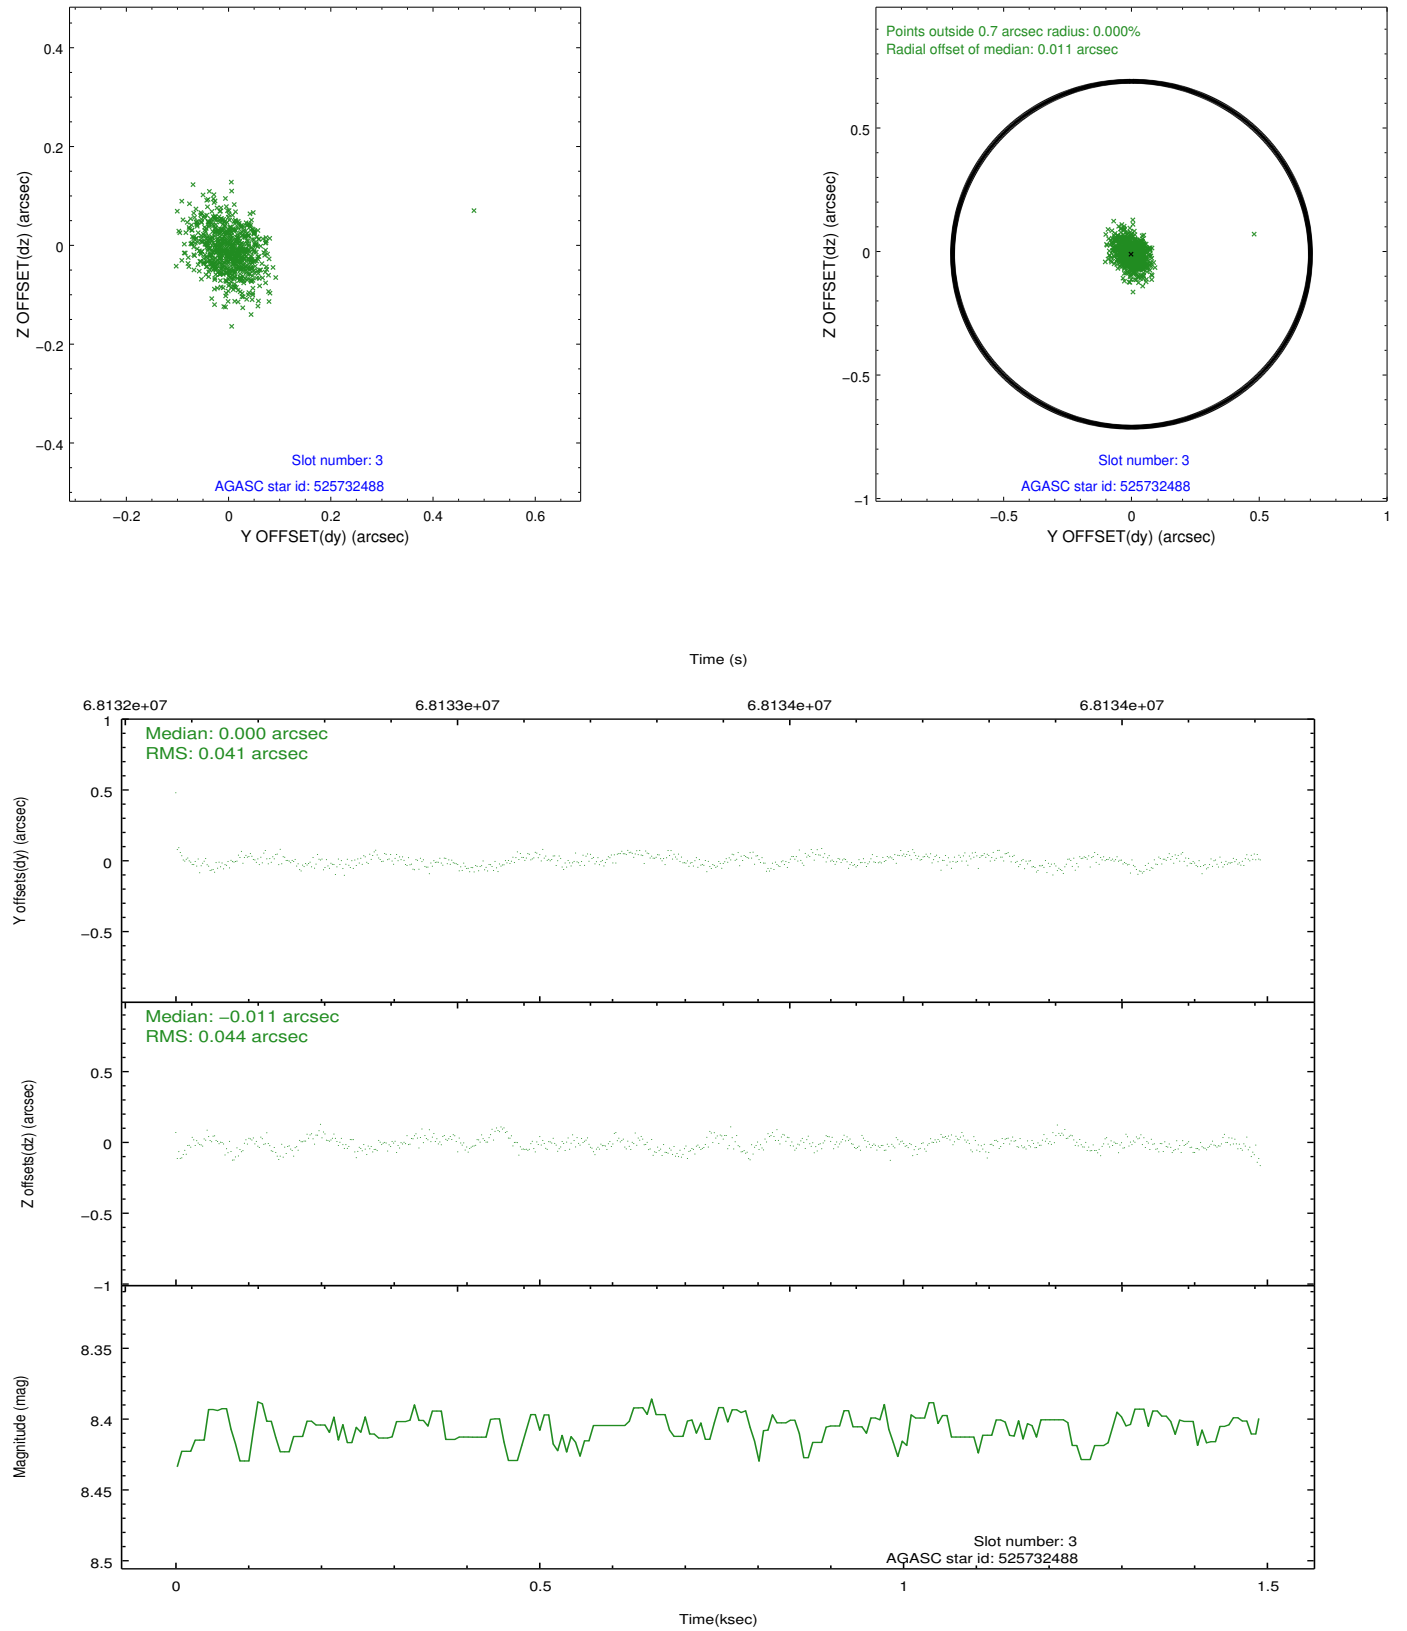 0.4
0.2
0
−0.2
−0.4
Z OFFSET(dz) (arcsec)
Slot number: 3
AGASC star id: 525732488
−0.2 0 0.2 0.4 0.6
Y OFFSET(dy) (arcsec)
Points outside 0.7 arcsec radius: 0.000%
Radial offset of median: 0.011 arcsec
0.5
0
−0.5
−1
Z OFFSET(dz) (arcsec)
Slot number: 3
AGASC star id: 525732488
−0.5 0 0.5 1
Y OFFSET(dy) (arcsec)
Time (s)
6.8132e+07 6.8133e+07 6.8134e+07 6.8134e+07
Median: 0.000 arcsec
RMS: 0.041 arcsec
1
0.5
0
−0.5
Y offsets(dy) (arcsec)
Median: −0.011 arcsec
RMS: 0.044 arcsec
0.5
0
−0.5
−1
Z offsets(dz) (arcsec)
8.35
8.4
8.45
8.5
Magnitude (mag)
Slot number: 3
AGASC star id: 525732488
0 0.5 1 1.5
Time(ksec)